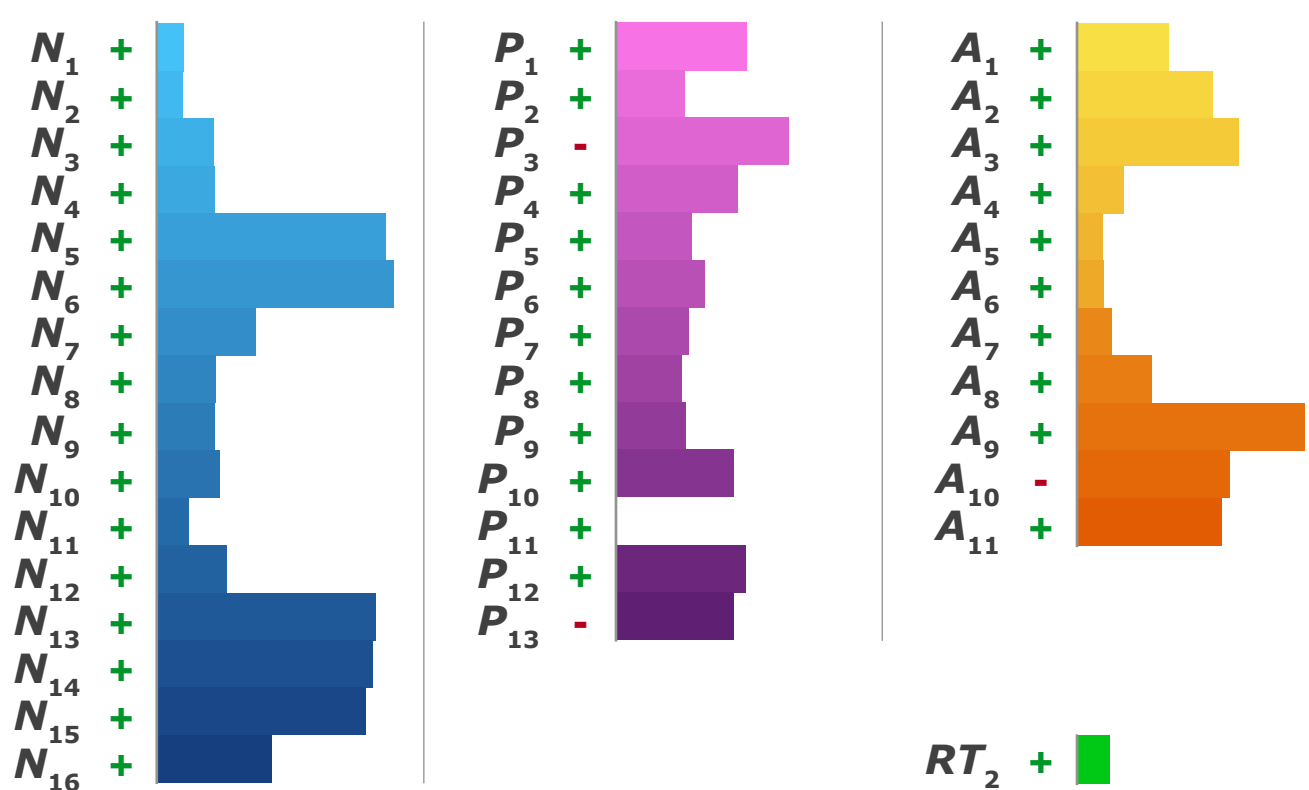 N1 +
N2 +
N3 +
N4 +
N5 +
N6 +
N7 +
N8 +
N9 +
N10 +
N11 +
N12 +
N13 +
N14 +
N15 +
N16 +
P1 +
P2 +
P3 -
P4 +
P5 +
P6 +
P7 +
P8 +
P9 +
P10 +
P11 +
P12 +
P13 -
A1 +
A2 +
A3 +
A4 +
A5 +
A6 +
A7 +
A8 +
A9 +
A10 -
A11 +
RT2 +